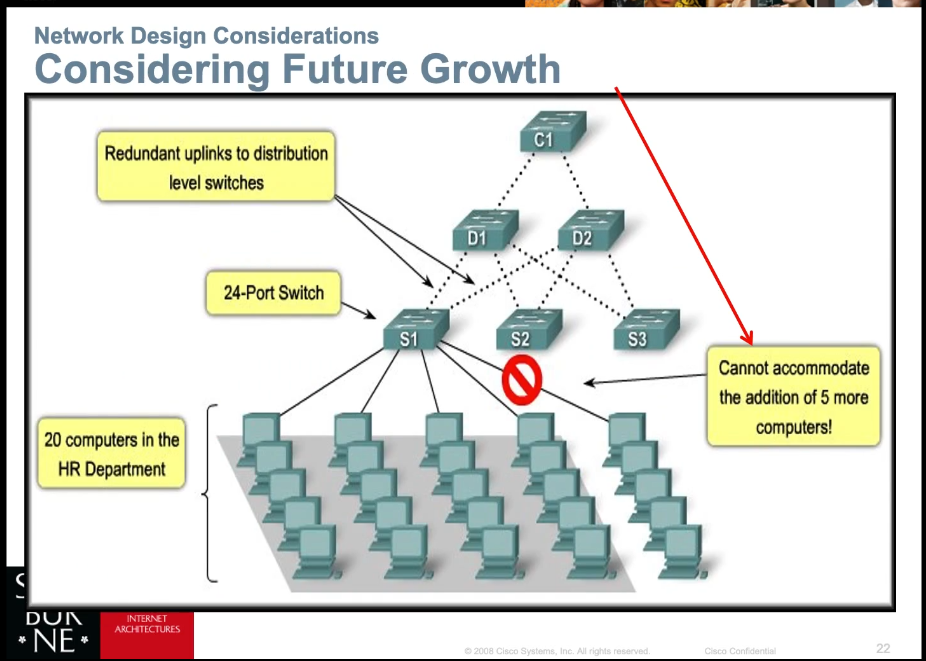 Network Design Considerations
Considering Future Growth
C1
Redundant uplinks to distribution
level switches
D1
D2
24-Port Switch
S1
S2
S3
Cannot accommodate
the addition of 5 more
computers!
20 computers in the
HR Department
INTERNET
ARCHITECTURES
* NE *
© 2008 Cisco Systems, Inc. All rights reserved.
Cisco Confidential
22